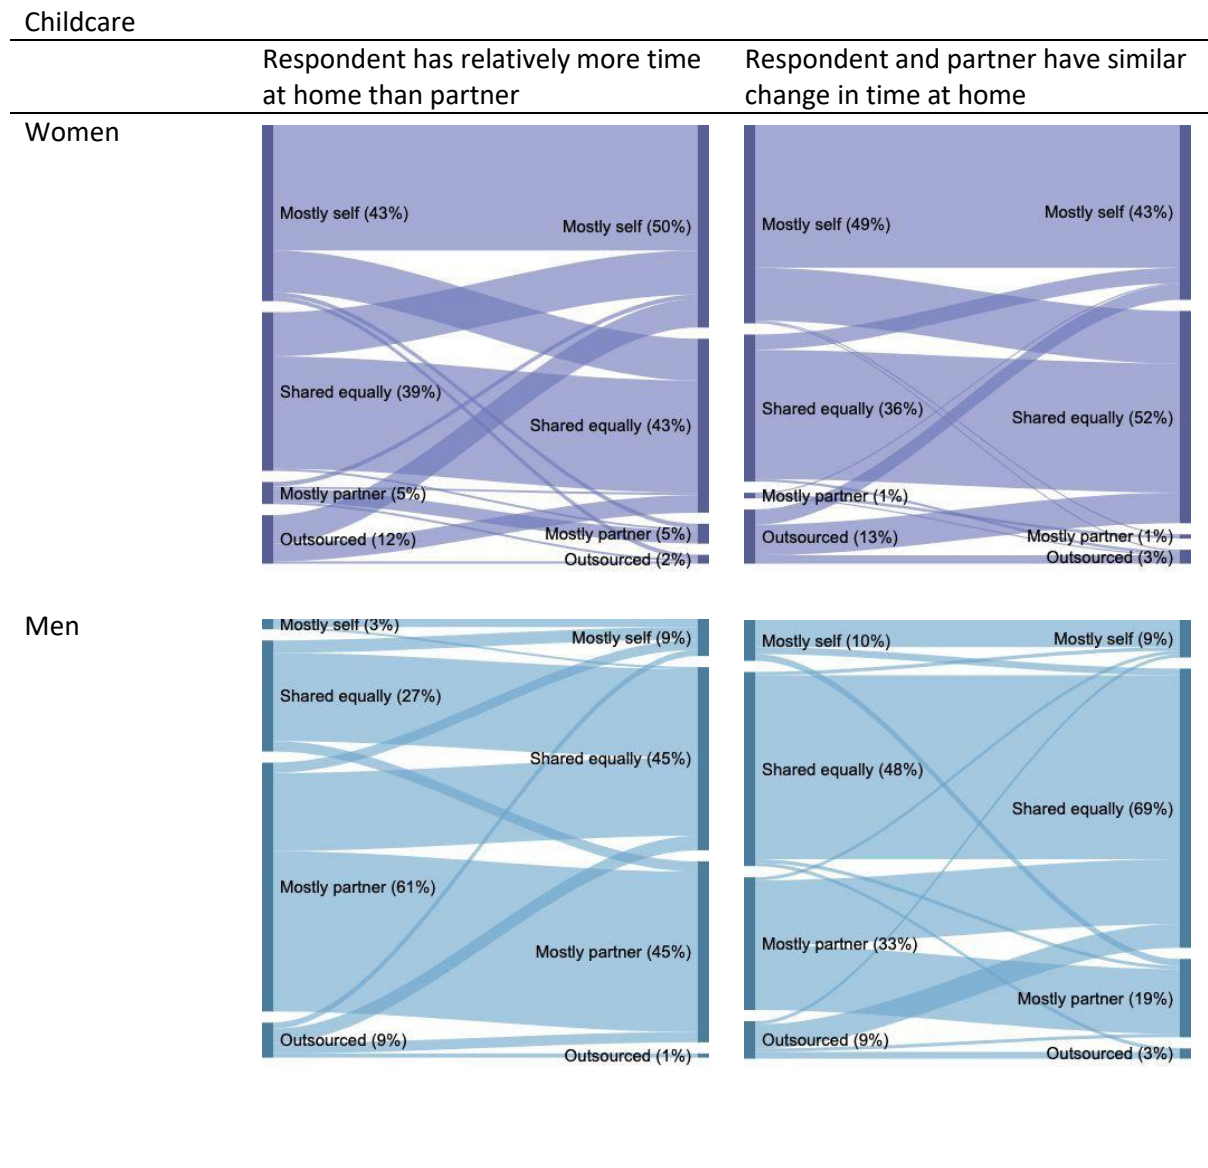 Childcare
Respondent has relatively more time
at home than partner
Respondent and partner have similar
change in time at home
Women
Mostly self (43%)
Shared equally (39%)
Mostly partner (5%)
Outsourced (12%)
Mostly self (50%)
Shared equally (43%)
Mostly partner (5%)
Outsourced (2%)
Mostly self (49%)
Shared equally (36%)
Mostly partner (1%)
Outsourced (13%)
Mostly self (43%)
Shared equally (52%)
Mostly partner (1%)
Outsourced (3%)
Men
Mostly self (3%)
Shared equally (27%)
Mostly partner (61%)
Outsourced (9%)
Mostly self (9%)
Shared equally (45%)
Mostly partner (45%)
Outsourced (1%)
Mostly self (10%)
Shared equally (48%)
Mostly partner (33%)
Outsourced (9%)
Mostly self (9%)
Shared equally (69%)
Mostly partner (19%)
Outsourced (3%)